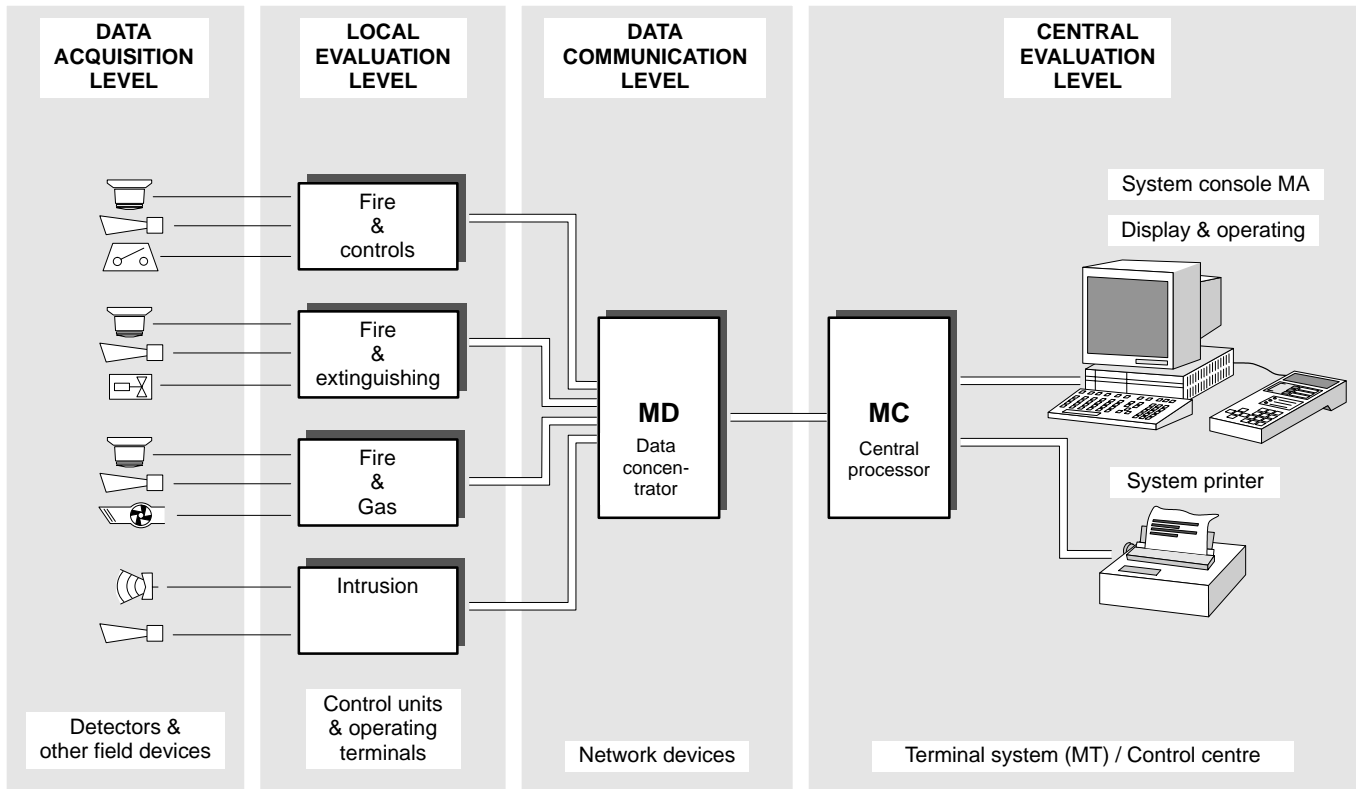 DATA
ACQUISITION
LEVEL
LOCAL
EVALUATION
LEVEL
DATA
COMMUNICATION
LEVEL
CENTRAL
EVALUATION
LEVEL
Fire
&
controls
Fire
&
extinguishing
Fire
&
Gas
Intrusion
MD
Data
concen-
trator
MC
Central
processor
System console MA
Display & operating
System printer
Detectors &
other field devices
Control units
& operating
terminals
Network devices
Terminal system (MT) / Control centre